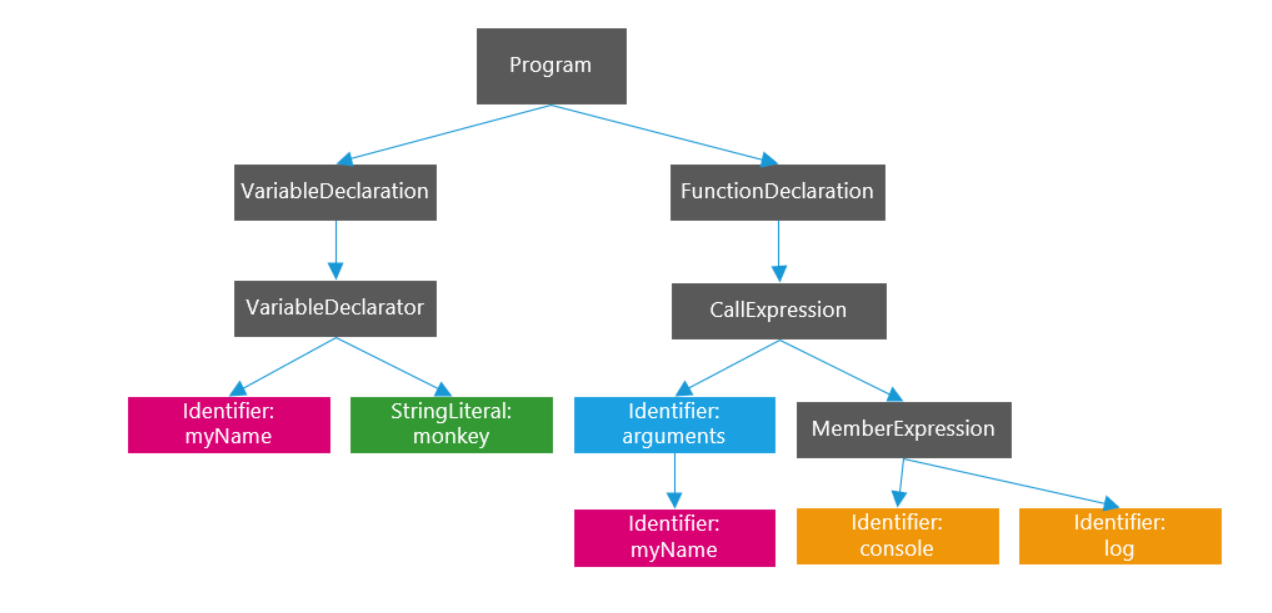 Program
VariableDeclaration
FunctionDeclaration
VariableDeclarator
CallExpression
Identifier:
myName
StringLiteral:
monkey
Identifier:
arguments
MemberExpression
Identifier:
myName
Identifier:
console
Identifier:
log